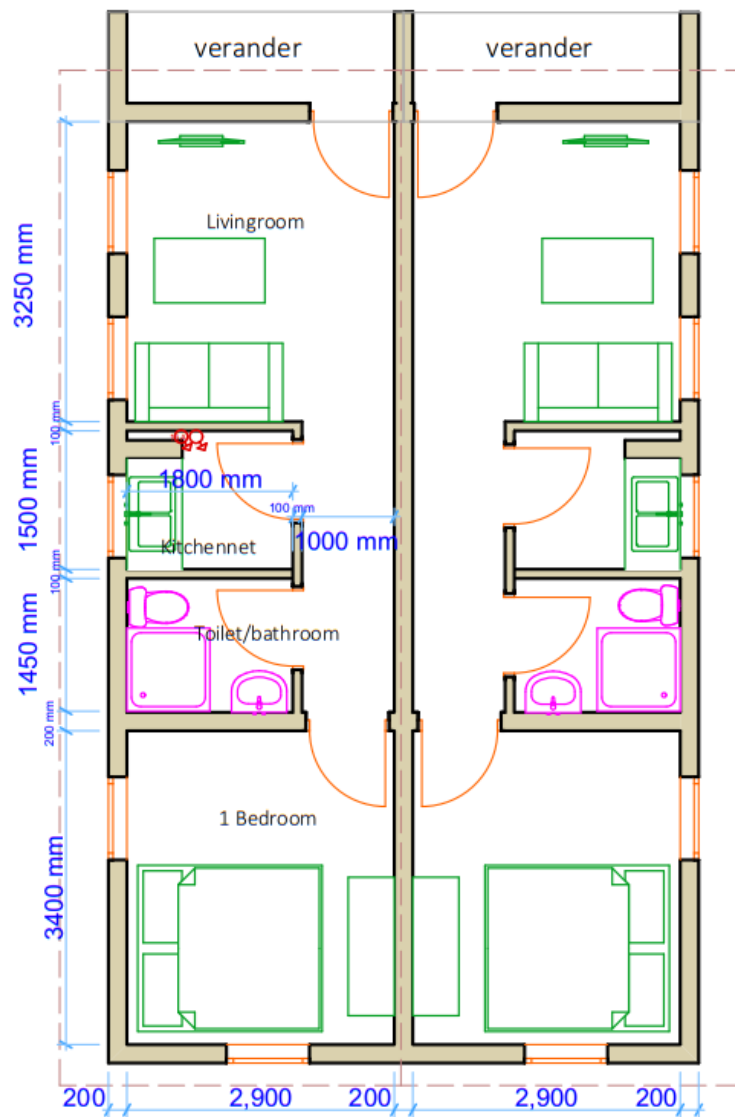 verander
verander
Livingroom
3250 mm
100 mm
1800 mm
1500 mm
100 mm
1000 mm
Kitchennet
100 mm
Toilet/bathroom
1450 mm
200 mm
1 Bedroom
3400 mm
200
2,900
200
2,900
200